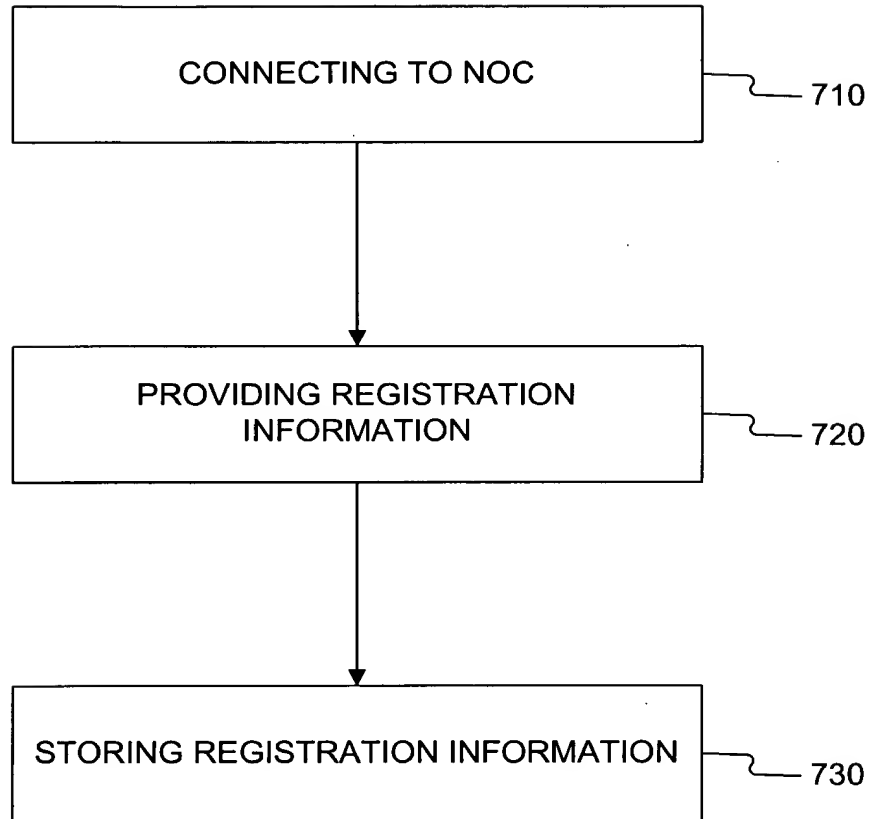 CONNECTING TO NOC
710
PROVIDING REGISTRATION
INFORMATION
720
STORING REGISTRATION INFORMATION
730